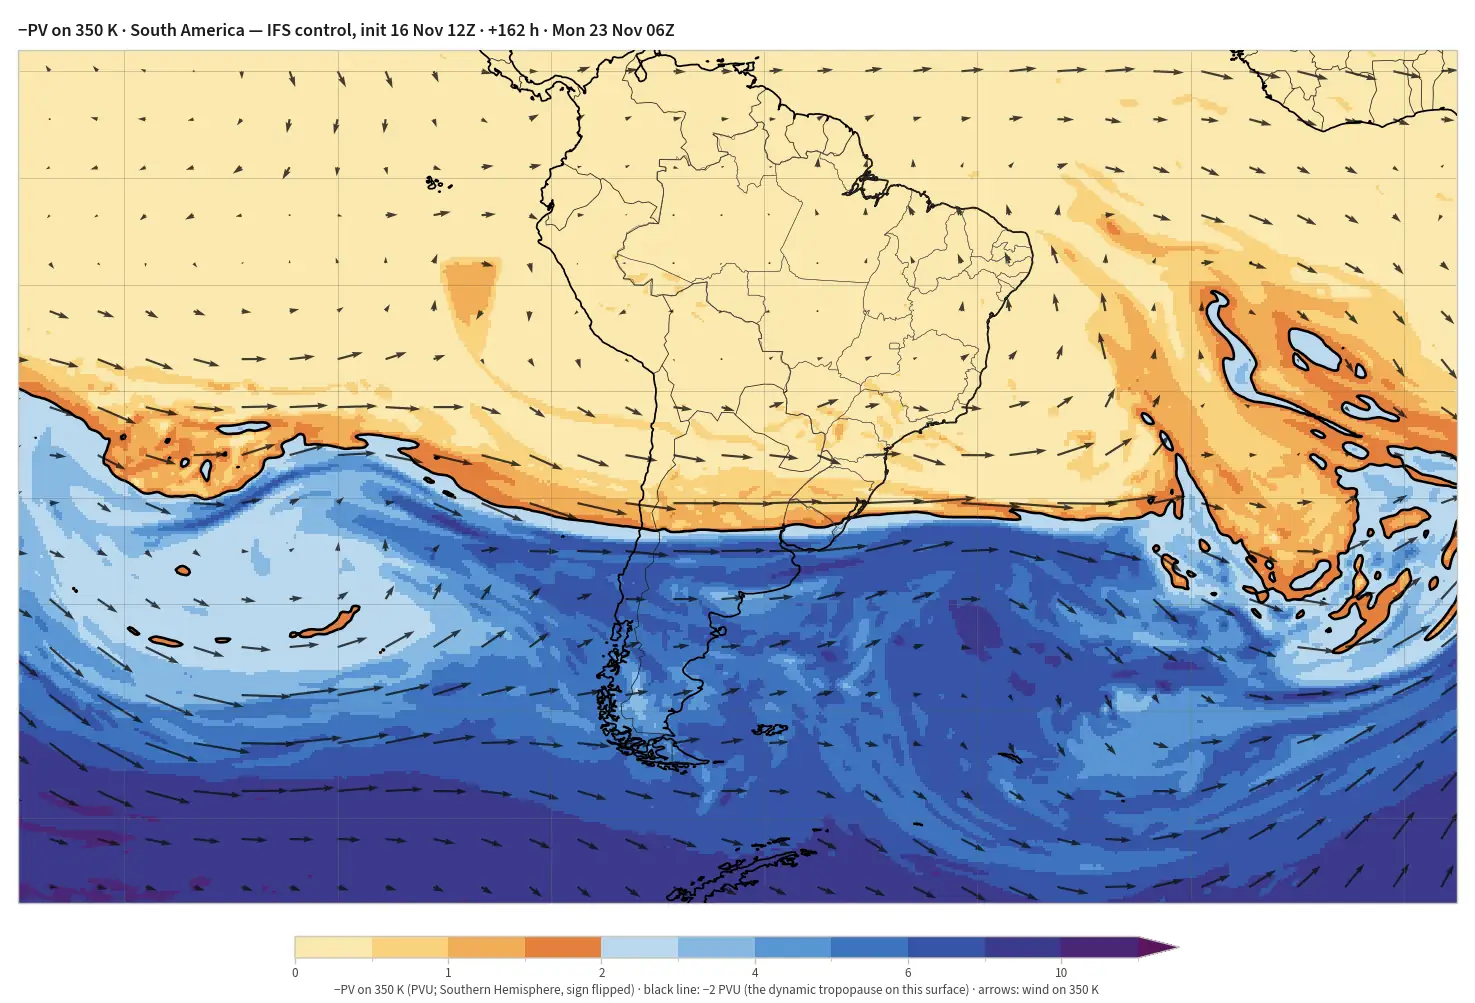 −PV on 350 K · South America — IFS control, init 16 Nov 12Z · +162 h · Mon 23 Nov 06Z
0 1 2 4 6 10
−PV on 350 K (PVU; Southern Hemisphere, sign flipped) · black line: −2 PVU (the dynamic tropopause on this surface) · arrows: wind on 350 K